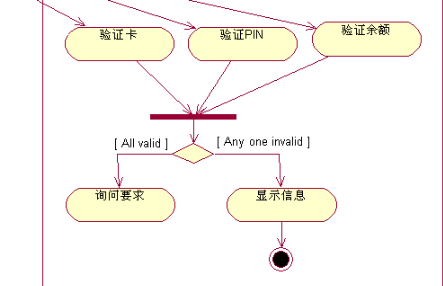 验证卡
验证PIN
验证余额
[ All valid ]
[ Any one invalid ]
询问要求
显示信息